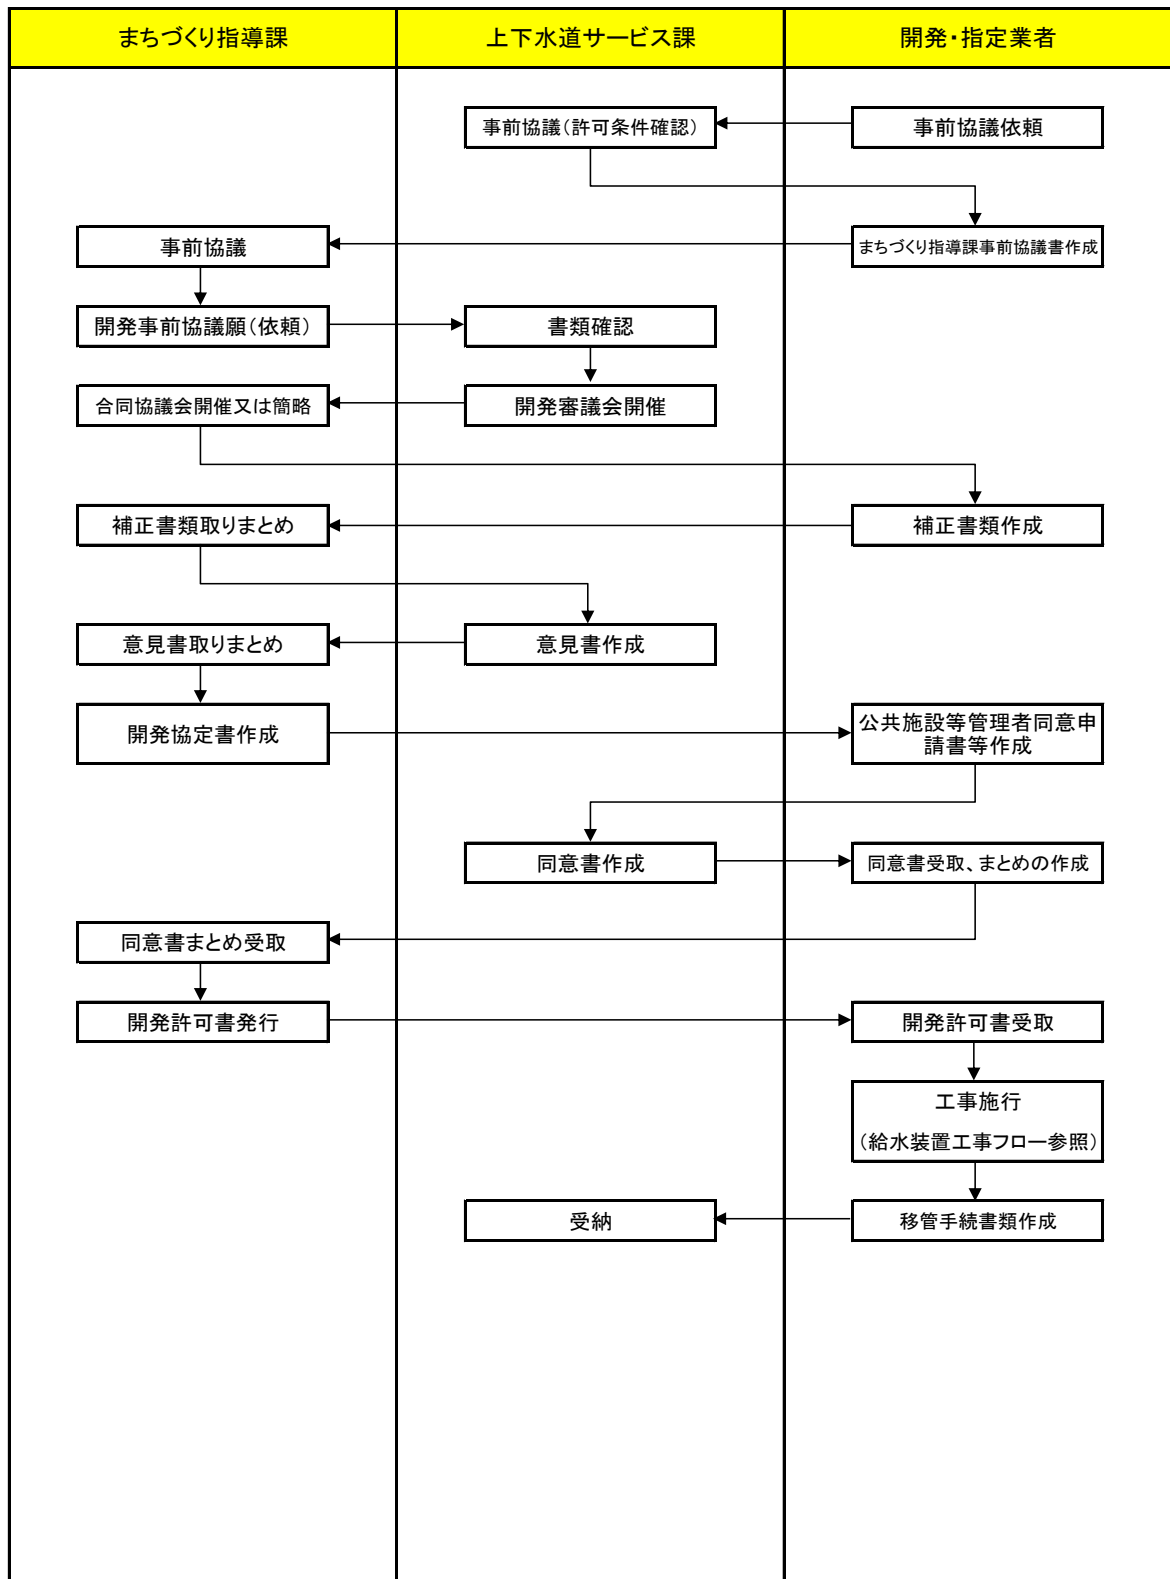 まちづくり指導課
上下水道サービス課
開発・指定業者
事前協議（許可条件確認）
事前協議依頼
事前協議
まちづくり指導課事前協議書作成
開発事前協議願（依頼）
書類確認
合同協議会開催又は簡略
開発審議会開催
補正書類取りまとめ
補正書類作成
意見書取りまとめ
意見書作成
開発協定書作成
公共施設等管理者同意申
請書等作成
同意書作成
同意書受取、まとめの作成
同意書まとめ受取
開発許可書発行
開発許可書受取
工事施行
（給水装置工事フロー参照）
受納
移管手続書類作成